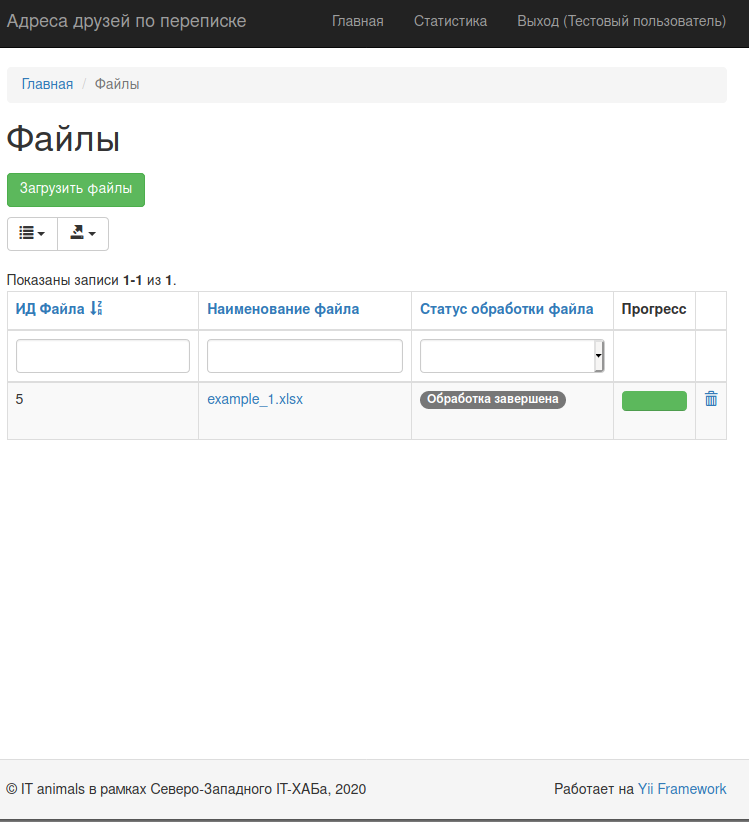 Адреса друзей по переписке Главная Статистика Выход (Тестовый пользователь)
Главная / Файлы
Файлы
Загрузить файлы
Показаны записи 1-1 из 1.
ИД Файла Наименование файла Статус обработки файла Прогресс
5 example_1.xlsx Обработка завершена
© IT animals в рамках Северо-Западного IT-ХАБа, 2020 Работает на Yii Framework